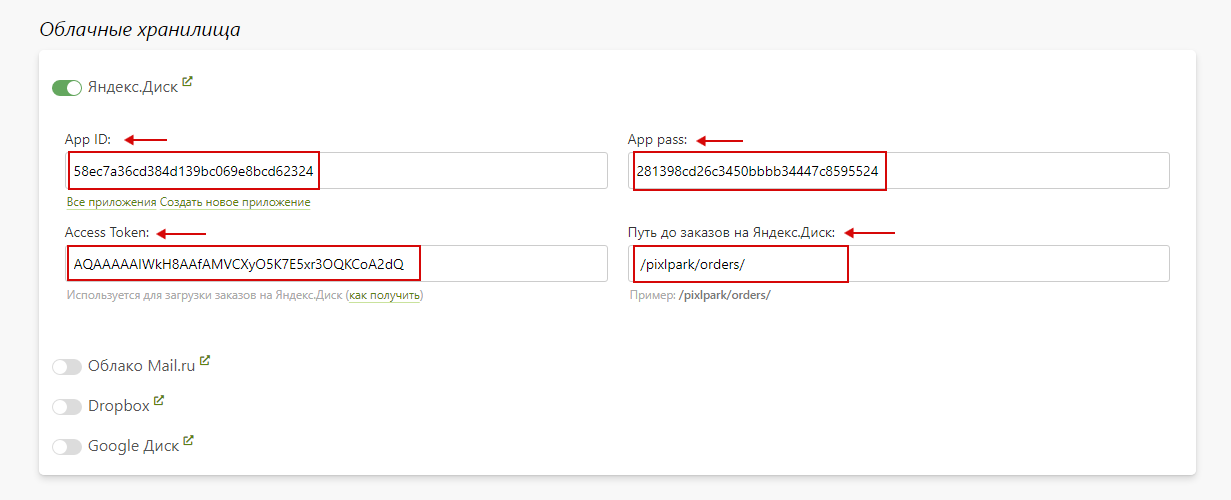 Облачные хранилища
Яндекс.Диск
App ID:
App pass:
58ec7a36cd384d139bc069e8bcd62324
281398cd26c3450bbbb34447c8595524
Все приложения Создать новое приложение
Access Token:
Путь до заказов на Яндекс.Диск:
AQAAAAAlWkH8AAfAMVCXyO5K7E5xr3OQKCoA2dQ
/pixlpark/orders/
Используется для загрузки заказов на Яндекс.Диск (как получить)
Пример: /pixlpark/orders/
Облако Mail.ru
Dropbox
Google Диск